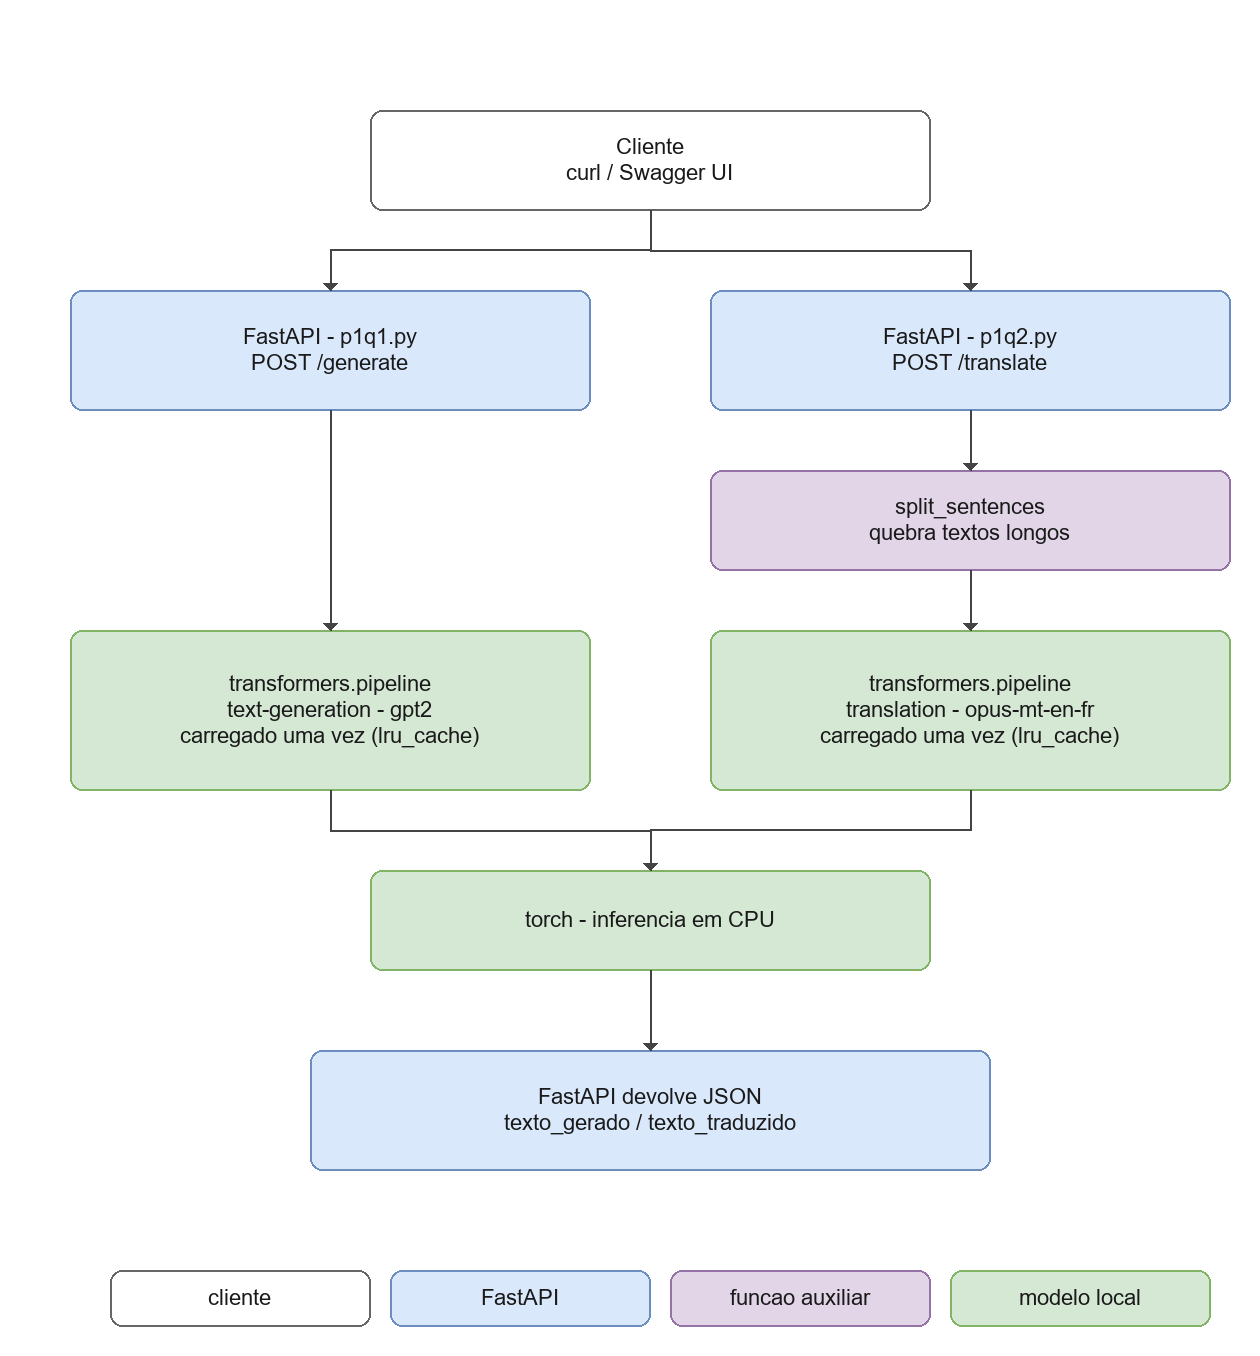 Cliente
curl / Swagger UI
FastAPI - p1q1.py
POST /generate
FastAPI - p1q2.py
POST /translate
split_sentences
quebra textos longos
transformers.pipeline
text-generation - gpt2
carregado uma vez (lru_cache)
transformers.pipeline
translation - opus-mt-en-fr
carregado uma vez (lru_cache)
torch - inferencia em CPU
FastAPI devolve JSON
texto_gerado / texto_traduzido
cliente
FastAPI
funcao auxiliar
modelo local